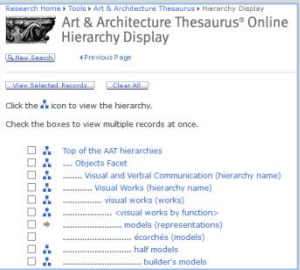 Research Home ▸ Tools ▸ Art & Architecture Thesaurus ▸ Hierarchy Display
Art & Architecture Thesaurus® Online
Hierarchy Display
New Search
Previous Page
View Selected Records
Clear All
Click the icon to view the hierarchy.
Check the boxes to view multiple records at once.
Top of the AAT hierarchies
.... Objects Facet
........ Visual and Verbal Communication (hierarchy name)
............ Visual Works (hierarchy name)
................ visual works (works)
.................... <visual works by function>
........................ models (representations)
............................ écorchés (models)
............................ half models
................................ builder's models